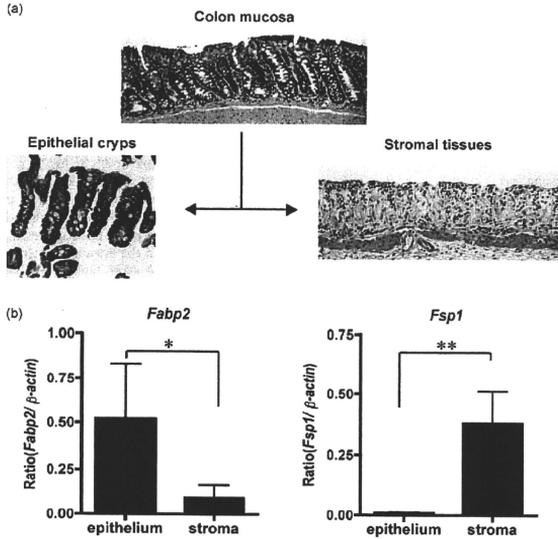 (a)
Colon mucosa
Epithelial cryps
Stromal tissues
(b)
Fabp2
Ratio(Fabp2/ β-actin)
1.00
0.75
0.50
0.25
0.00
*
epithelium stroma
Fsp1
Ratio(Fsp1/ β-actin)
0.75
0.50
0.25
0.00
**
epithelium stroma